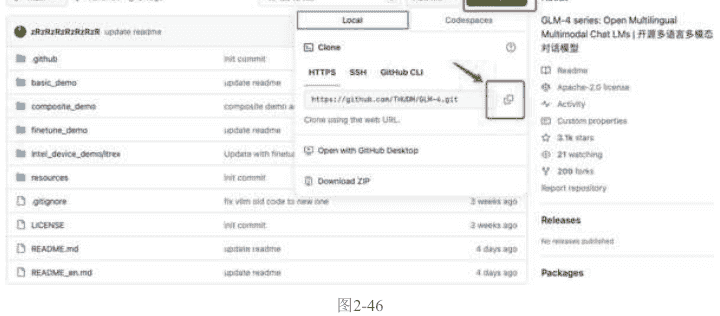 Local
Codespaces
zRzRzRzRzRzRzR update readme
Clone
.github
Init commit
HTTPS SSH GitHub CLI
basic_demo
update readme
https://github.com/THUDM/GLM-4.git
composite_demo
composite demo
Clone using the web URL.
finetune_demo
update readme
Open with GitHub Desktop
intel_device_demo/itrex
Update with
resources
init commit
Download ZIP
.gitignore
fix vllm old code to new one
3 weeks ago
LICENSE
init commit
3 weeks ago
README.md
update readme
4 days ago
README_en.md
update readme
4 days ago
GLM-4 series: Open Multilingual
Multimodal Chat LMs | 开源多语言多模态
对话模型
Readme
Apache-2.0 license
Activity
Custom properties
3.1k stars
21 watching
209 forks
Report repository
Releases
No releases published
Packages
图2-46